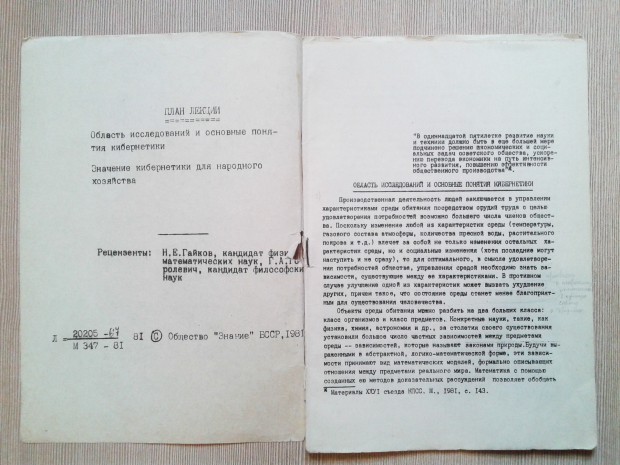 ПЛАН ЛЕКЦИИ
Область исследований и основные поня-
тия кибернетики
Значение кибернетики для народного
хозяйства
Рецензенты: Н.Е.Гайков, кандидат физи
математических наук, Г.А.
ролевич, кандидат философски
наук
20205
М 347 - 81
81 © Общество "Знание" БССР, 1981
"В одиннадцатой пятилетке развитие науки
и техники должно быть в еще большей мере
подчинено решению экономических и соци-
альных задач советского общества, ускоре-
нию перевода экономики на путь интенсив-
ного развития, повышению эффективности
общественного производства"*.
ОБЛАСТЬ ИССЛЕДОВАНИЙ И ОСНОВНЫЕ ПОНЯТИЯ КИБЕРНЕТИКИ
Производственная деятельность людей заключается в управлении
характеристиками среды обитания посредством орудий труда с целью
удовлетворения потребностей возможно большего числа членов общест-
ва. Поскольку изменение любой из характеристик среды (температуры,
газового состава атмосферы, количества пресной воды, растительного
покрова и т.д.) влечет за собой не только изменения остальных ха-
рактеристик среды, но и социальные изменения (хотя последние могут
наступить и не сразу), то для оптимального, в смысле удовлетворе-
ния потребностей общества, управления средой необходимо знать за-
висимости, существующие между ее характеристиками. В противном
случае улучшение одной из характеристик может вызвать ухудшение
других, причем такое, что состояние среды станет менее благоприят-
ным для существования человечества.
Объекты среды обитания можно разбить на два больших класса:
класс организмов и класс предметов. Конкретные науки, такие, как
физика, химия, астрономия и др., за столетия своего существования
установили большое число частных зависимостей между предметами
среды -- зависимостей, которые называют законами природы. Будучи вы-
раженными в абстрактной, логико-математической форме, эти зависи-
мости принимают вид математических моделей, формально описывающих
отношения между предметами реального мира. Математика с помощью
созданных ею методов доказательных рассуждений позволяет обобщать
* Материалы ХХУI съезда КПСС. М., 1981, с. 143.